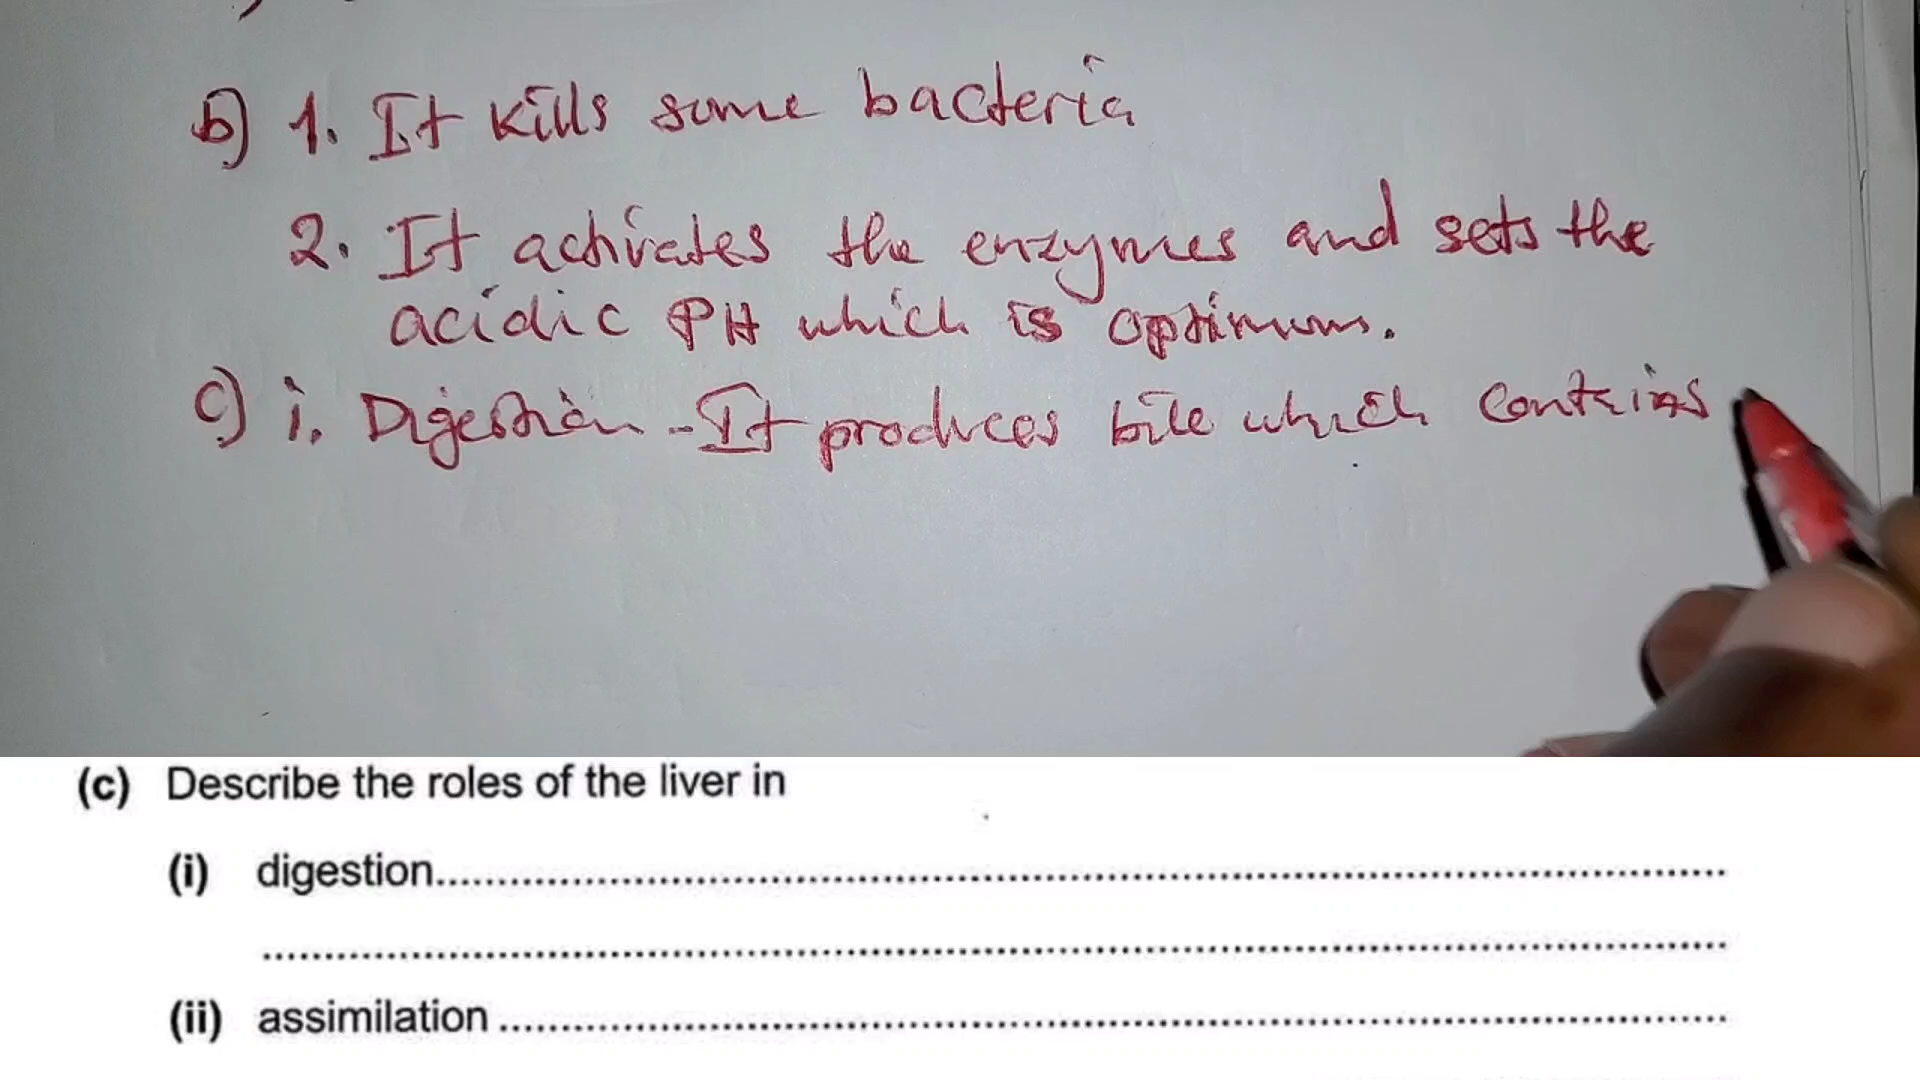 b) 1. It kills some bacteria
2. It activates the enzymes and sets the
acidic PH which is optimum.
c) i. Digestion - It produces bile which contains
(c) Describe the roles of the liver in
(i) digestion
(ii) assimilation